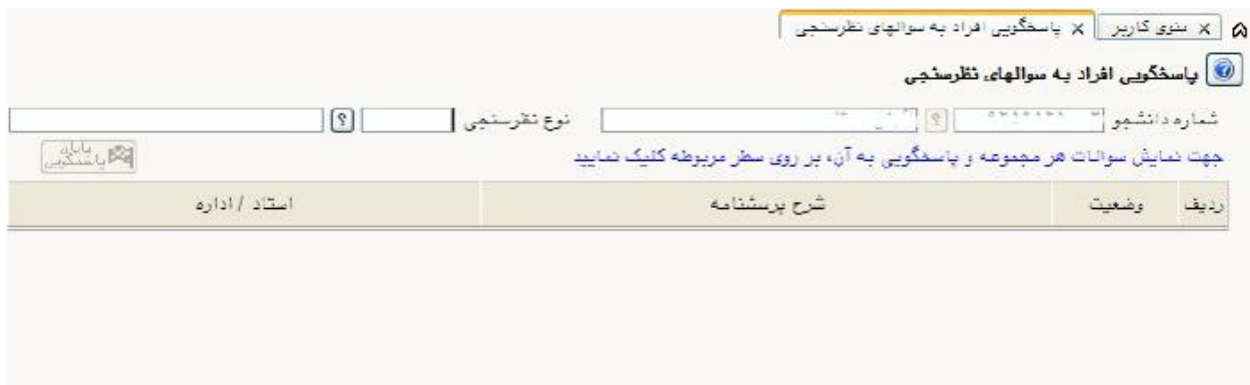 منوی کاربر × پاسخگویی افراد به سوالهای نظرسنجی ×
پاسخگویی افراد به سوالهای نظرسنجی
شماره دانشجو ؟ نوع نظرسنجی ؟
جهت نمایش سوالات هر مجموعه و پاسخگویی به آن، بر روی سطر مربوطه کلیک نمایید
پایان پاسخگویی
ردیف وضعیت شرح پرسشنامه استاد / اداره